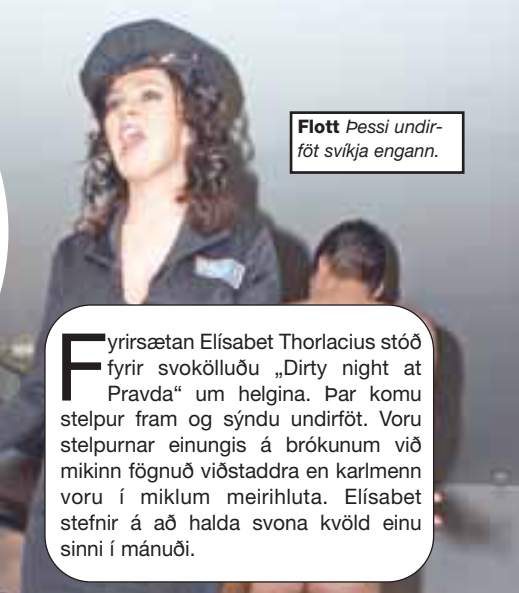 Flott Þessi undir-
föt svíkja engann.
Fyrirsætan Elísabet Thorlacius stóð
fyrir svokölluðu „Dirty night at
Pravda“ um helgina. Þar komu
stelpur fram og sýndu undirföt. Voru
stelpurnar einungis á brókunum við
mikinn fögnuð viðstaddra en karlmenn
voru í miklum meirihluta. Elísabet
stefnir á að halda svona kvöld einu
sinni í mánuði.